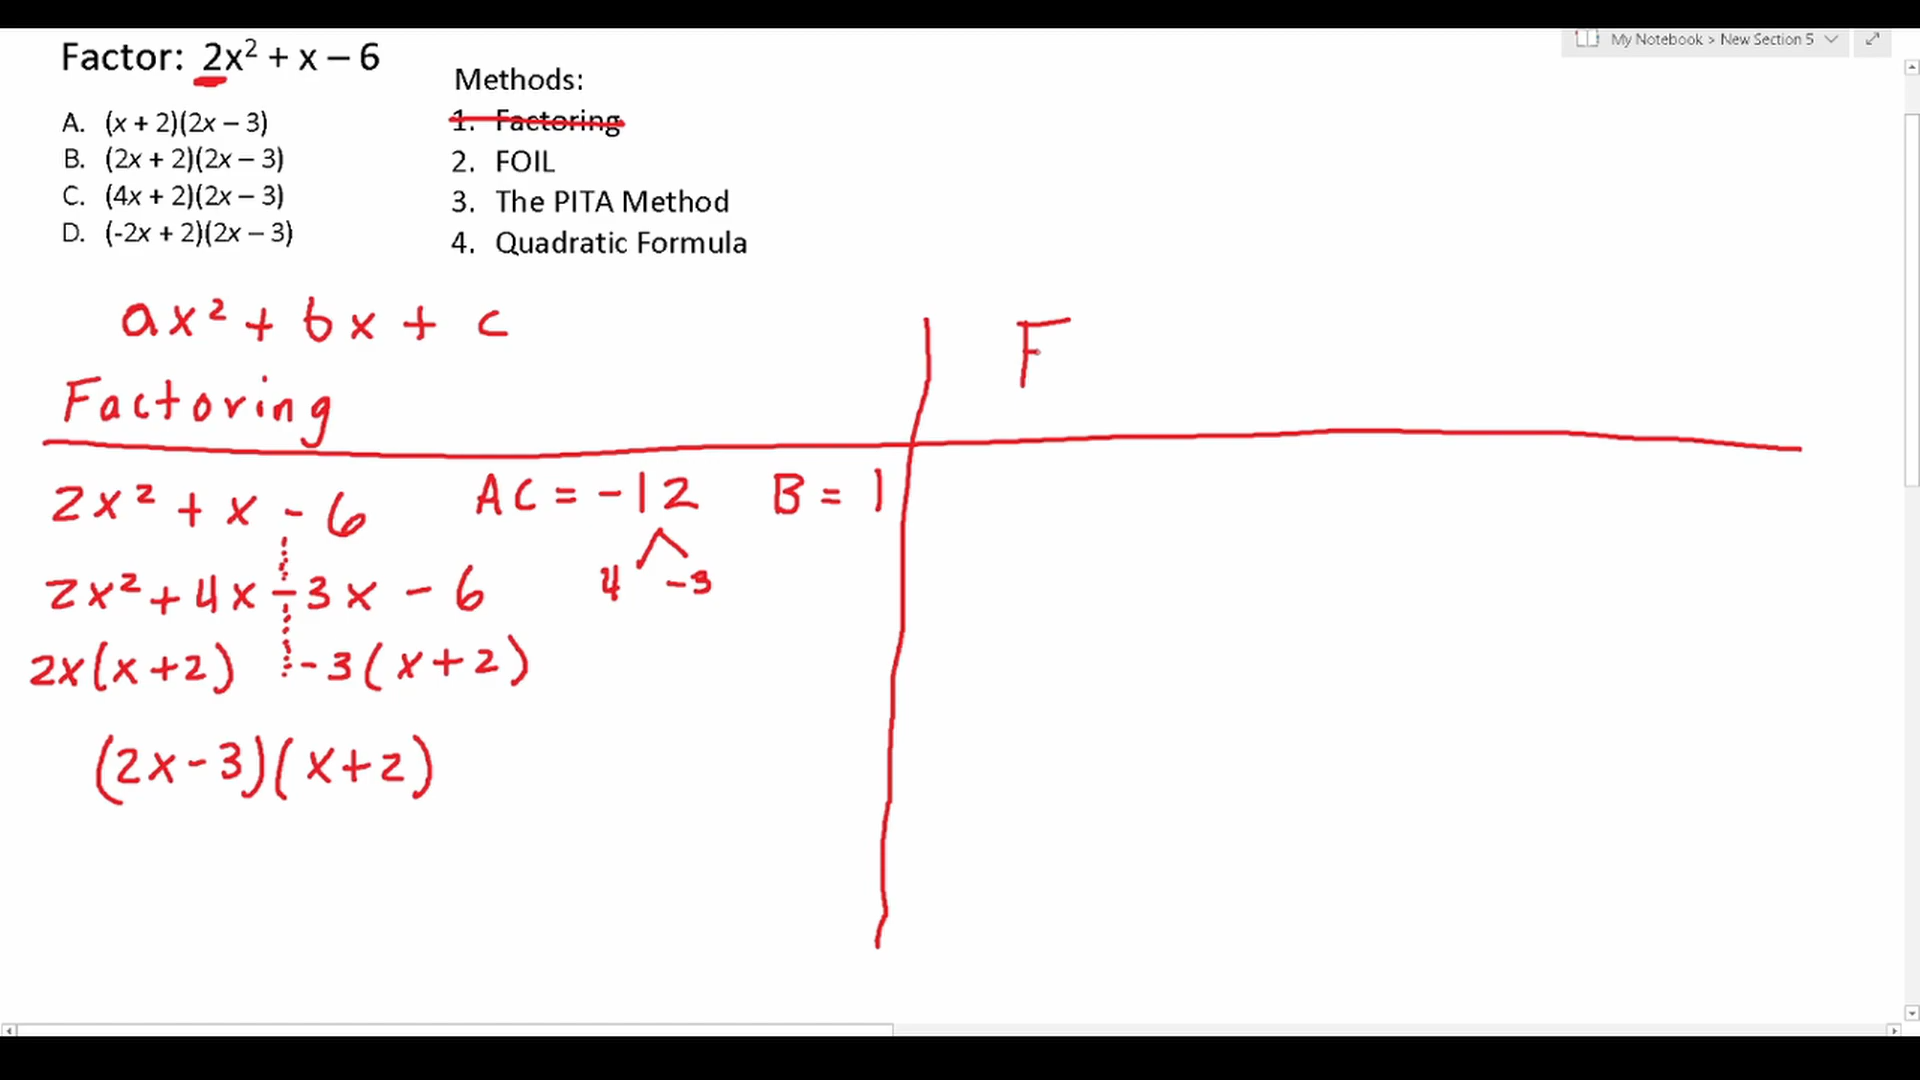 My Notebook > New Section 5
Factor: 2x² + x – 6
A. (x + 2)(2x – 3)
B. (2x + 2)(2x – 3)
C. (4x + 2)(2x – 3)
D. (-2x + 2)(2x – 3)
Methods:
1. Factoring
2. FOIL
3. The PITA Method
4. Quadratic Formula
ax² + bx + c
Factoring
2x² + x - 6
2x² + 4x - 3x - 6
2x(x+2) -3(x+2)
(2x-3)(x+2)
AC = -12 B = 1
4 -3
F